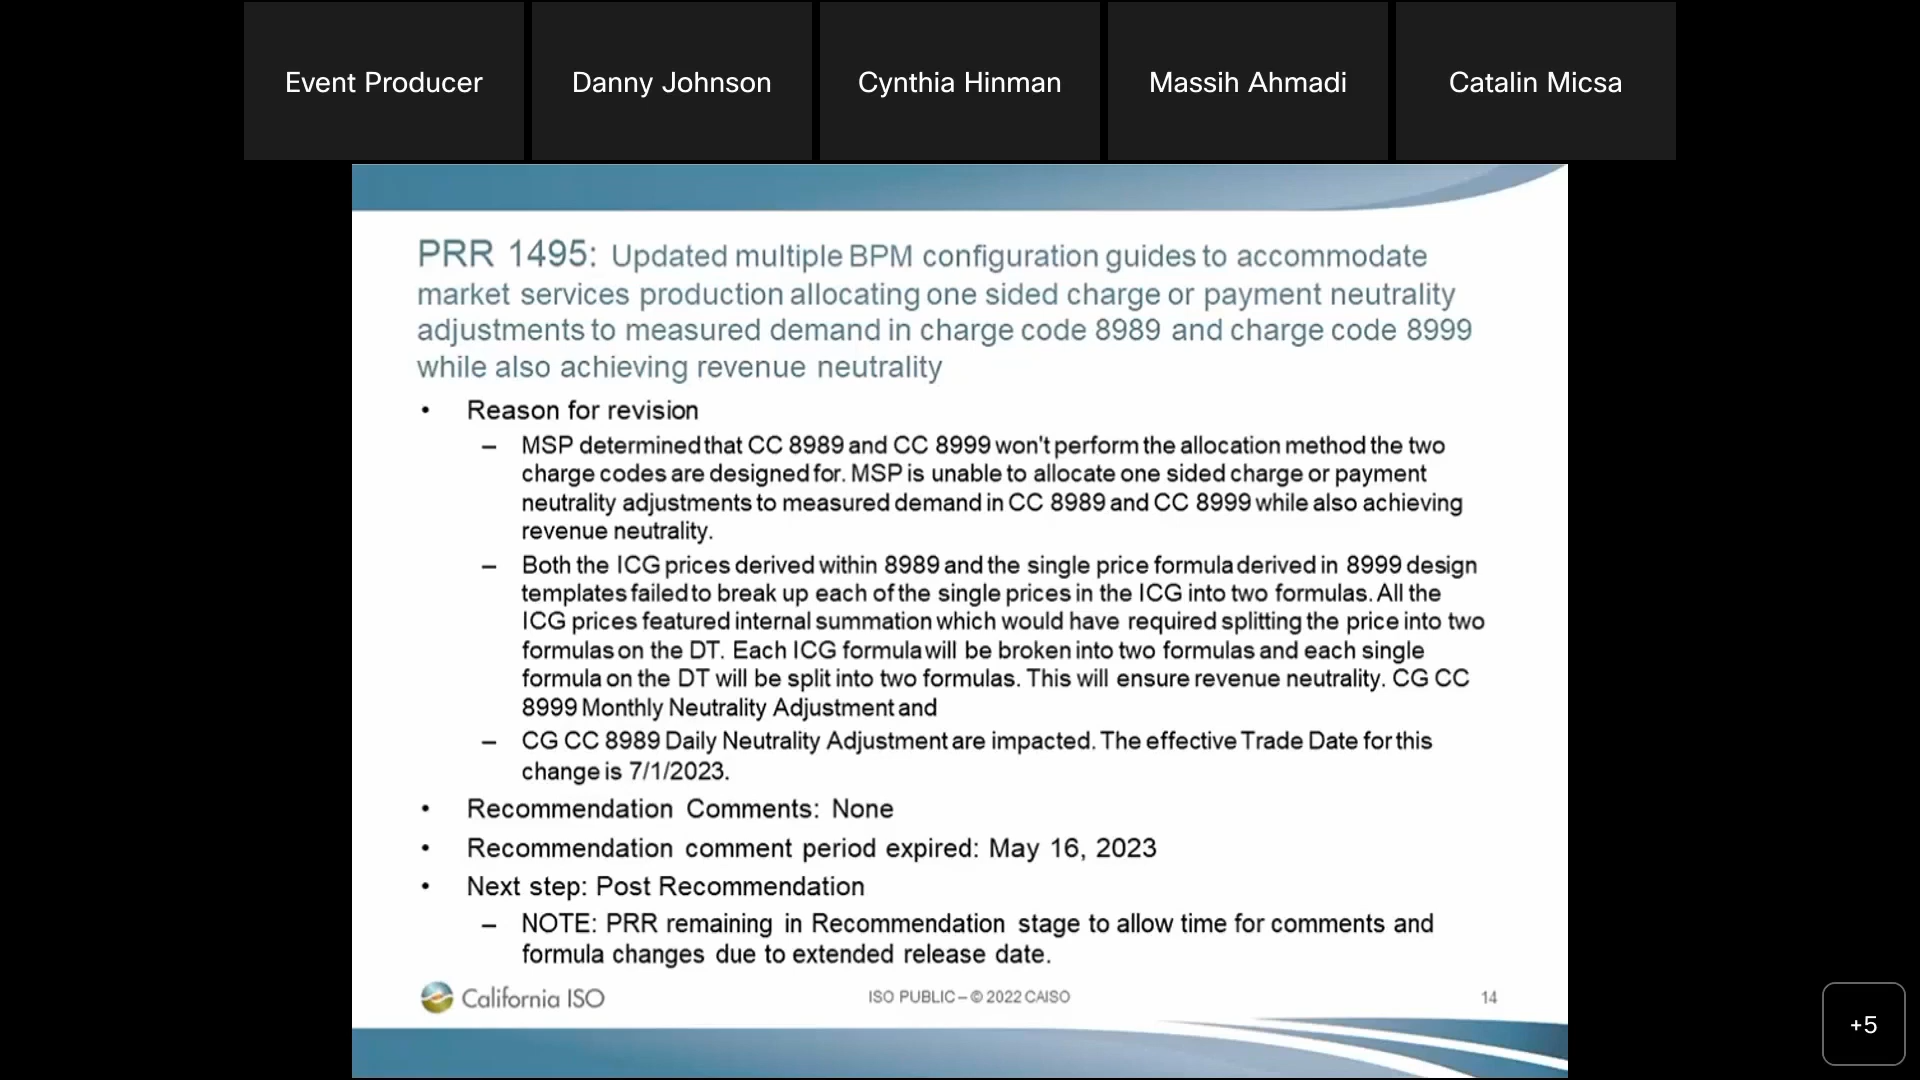 Event Producer
Danny Johnson
Cynthia Hinman
Massih Ahmadi
Catalin Micsa
PRR 1495: Updated multiple BPM configuration guides to accommodate
market services production allocating one sided charge or payment neutrality
adjustments to measured demand in charge code 8989 and charge code 8999
while also achieving revenue neutrality
• Reason for revision
– MSP determined that CC 8989 and CC 8999 won't perform the allocation method the two
charge codes are designed for. MSP is unable to allocate one sided charge or payment
neutrality adjustments to measured demand in CC 8989 and CC 8999 while also achieving
revenue neutrality.
– Both the ICG prices derived within 8989 and the single price formula derived in 8999 design
templates failed to break up each of the single prices in the ICG into two formulas. All the
ICG prices featured internal summation which would have required splitting the price into two
formulas on the DT. Each ICG formula will be broken into two formulas and each single
formula on the DT will be split into two formulas. This will ensure revenue neutrality. CG CC
8999 Monthly Neutrality Adjustment and
– CG CC 8989 Daily Neutrality Adjustment are impacted. The effective Trade Date for this
change is 7/1/2023.
• Recommendation Comments: None
• Recommendation comment period expired: May 16, 2023
• Next step: Post Recommendation
– NOTE: PRR remaining in Recommendation stage to allow time for comments and
formula changes due to extended release date.
California ISO
ISO PUBLIC – © 2022 CAISO
14
+5